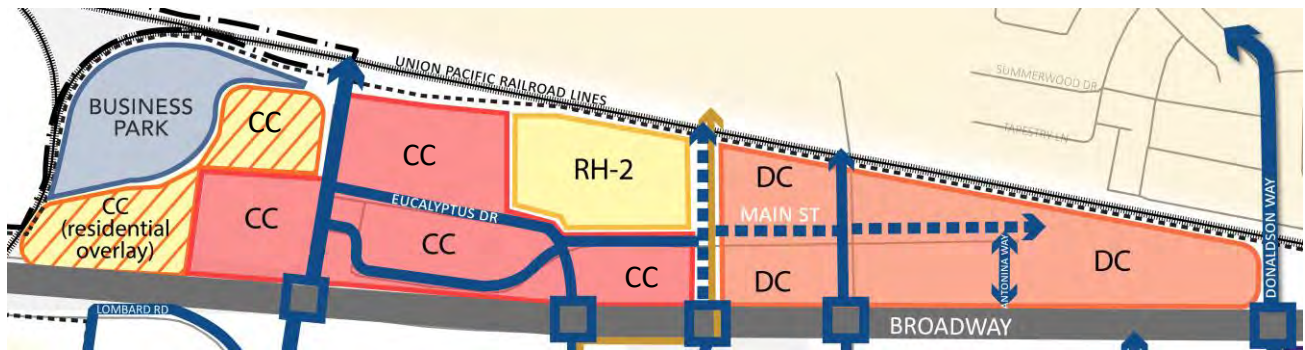 UNION PACIFIC RAILROAD LINES
SUMMERWOOD DR
TAPESTRY LN
BUSINESS
PARK
CC
CC
RH-2
DC
CC
(residential
overlay)
CC
EUCALYPTUS DR
CC
MAIN ST
CC
DC
ANTONINA WAY
DC
DONALDSON WAY
LOMBARD RD
BROADWAY